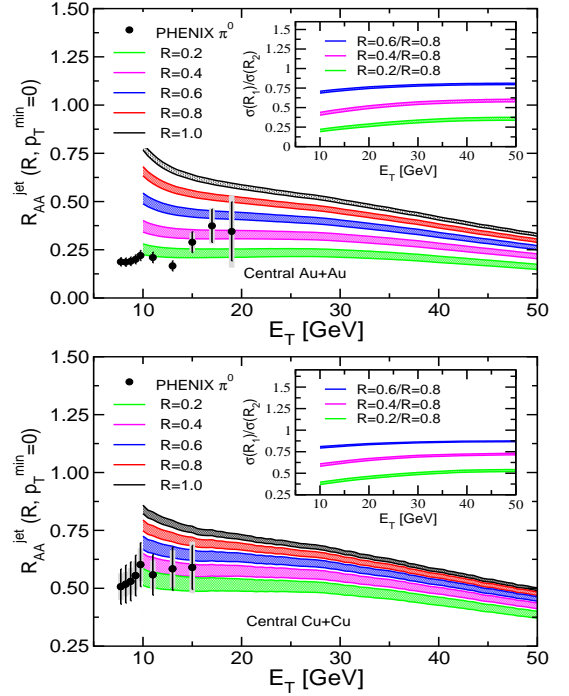 1.50
1.25
1.00
0.75
0.50
0.25
0.00
R_AA^jet (R, p_T^min=0)
PHENIX π⁰
R=0.2
R=0.4
R=0.6
R=0.8
R=1.0
σ(R₁)/σ(R₂)
1.5
1.25
1
0.75
0.5
0.25
0
R=0.6/R=0.8
R=0.4/R=0.8
R=0.2/R=0.8
0 10 20 30 40 50
E_T [GeV]
Central Au+Au
10 20 30 40 50
E_T [GeV]
1.50
1.25
1.00
0.75
0.50
0.25
R_AA^jet (R, p_T^min=0)
PHENIX π⁰
R=0.2
R=0.4
R=0.6
R=0.8
R=1.0
σ(R₁)/σ(R₂)
1.5
1.25
1
0.75
0.5
0.25
R=0.6/R=0.8
R=0.4/R=0.8
R=0.2/R=0.8
0 10 20 30 40 50
E_T [GeV]
Central Cu+Cu
10 20 30 40 50
E_T [GeV]